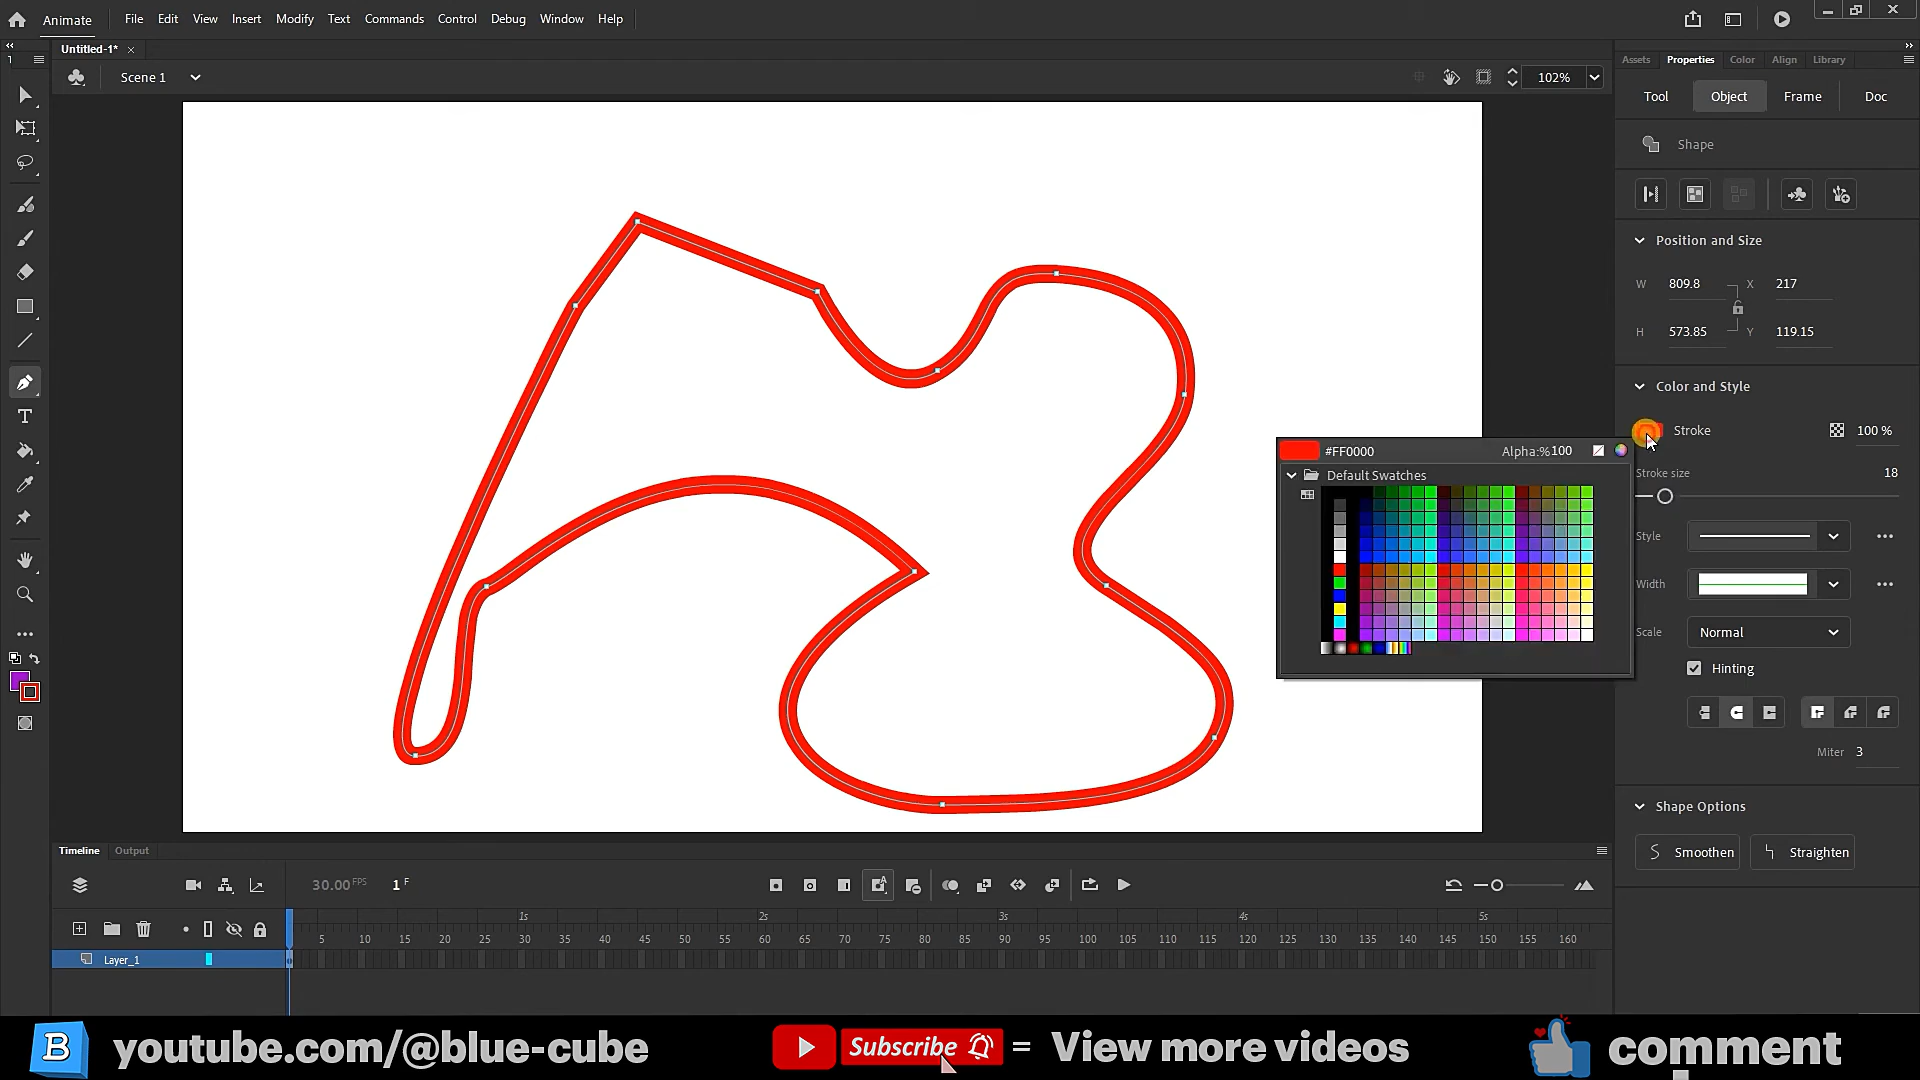 Animate File Edit View Insert Modify Text Commands Control Debug Window Help
Untitled-1*
Scene 1
102%
Assets Properties Color Align Library
Tool Object Frame Doc
Shape
Position and Size
W 809.8 X 217
H 573.85 Y 119.15
Color and Style
Stroke 100 %
#FF0000 Alpha:%100
Default Swatches
Stroke size 18
Style
Width
Scale Normal
Hinting
Miter 3
Shape Options
Smoothen Straighten
Timeline Output
30.00 FPS 1 F
1s 2s 3s 4s 5s
5 10 15 20 25 30 35 40 45 50 55 60 65 70 75 80 85 90 95 100 105 110 115 120 125 130 135 140 145 150 155 160
Layer_1
B youtube.com/@blue-cube Subscribe = View more videos comment